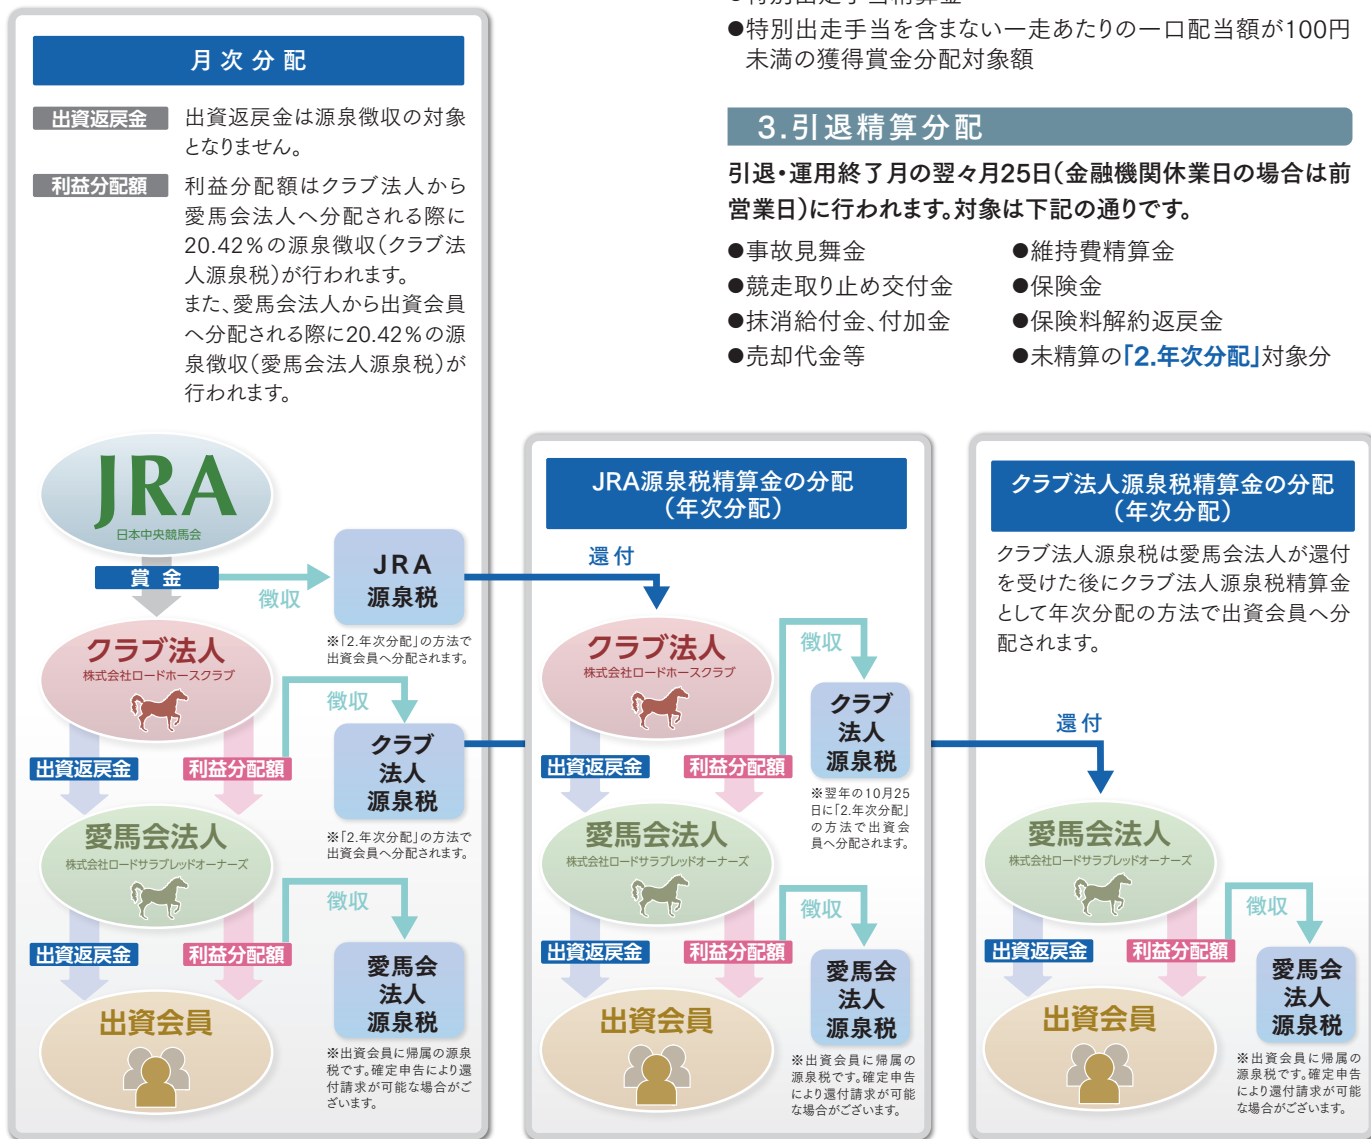 ●特別出走手当精算金
●特別出走手当を含まない一走あたりの一口配当額が100円
未満の獲得賞金分配対象額
3.引退精算分配
引退・運用終了月の翌々月25日(金融機関休業日の場合は前
営業日)に行われます。対象は下記の通りです。
●事故見舞金
●競走取り止め交付金
●抹消給付金、付加金
●売却代金等
●維持費精算金
●保険金
●保険料解約返戻金
●未精算の「2.年次分配」対象分
月次分配
出資返戻金
出資返戻金は源泉徴収の対象
となりません。
利益分配額
利益分配額はクラブ法人から
愛馬会法人へ分配される際に
20.42%の源泉徴収(クラブ法
人源泉税)が行われます。
また、愛馬会法人から出資会員
へ分配される際に20.42%の源
泉徴収(愛馬会法人源泉税)が
行われます。
JRA
日本中央競馬会
賞金
徴収
JRA
源泉税
※「2.年次分配」の方法で
出資会員へ分配されます。
クラブ法人
株式会社ロードホースクラブ
徴収
クラブ
法人
源泉税
※「2.年次分配」の方法で
出資会員へ分配されます。
出資返戻金
利益分配額
愛馬会法人
株式会社ロードサラブレッドオーナーズ
徴収
愛馬会
法人
源泉税
※出資会員に帰属の源泉
税です。確定申告により還
付請求が可能な場合がご
ざいます。
出資返戻金
利益分配額
出資会員
JRA源泉税精算金の分配
(年次分配)
還付
クラブ法人
株式会社ロードホースクラブ
徴収
クラブ
法人
源泉税
※翌年の10月25
日に「2.年次分配」
の方法で出資会
員へ分配されます。
出資返戻金
利益分配額
愛馬会法人
株式会社ロードサラブレッドオーナーズ
徴収
愛馬会
法人
源泉税
※出資会員に帰属の
源泉税です。確定申告
により還付請求が可能
な場合がございます。
出資返戻金
利益分配額
出資会員
クラブ法人源泉税精算金の分配
(年次分配)
クラブ法人源泉税は愛馬会法人が還付
を受けた後にクラブ法人源泉税精算金
として年次分配の方法で出資会員へ分
配されます。
還付
愛馬会法人
株式会社ロードサラブレッドオーナーズ
徴収
愛馬会
法人
源泉税
※出資会員に帰属の
源泉税です。確定申告
により還付請求が可能
な場合がございます。
出資返戻金
利益分配額
出資会員